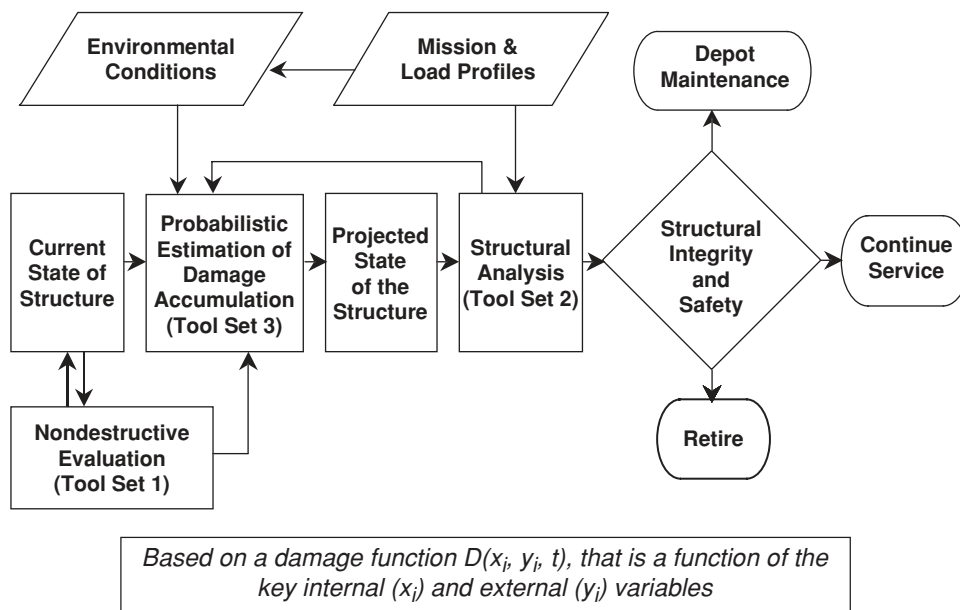 Environmental
Conditions
Mission &
Load Profiles
Depot
Maintenance
Current
State of
Structure
Probabilistic
Estimation of
Damage
Accumulation
(Tool Set 3)
Projected
State
of the
Structure
Structural
Analysis
(Tool Set 2)
Structural
Integrity
and
Safety
Continue
Service
Nondestructive
Evaluation
(Tool Set 1)
Retire
Based on a damage function D(xi, yi, t), that is a function of the
key internal (xi) and external (yi) variables